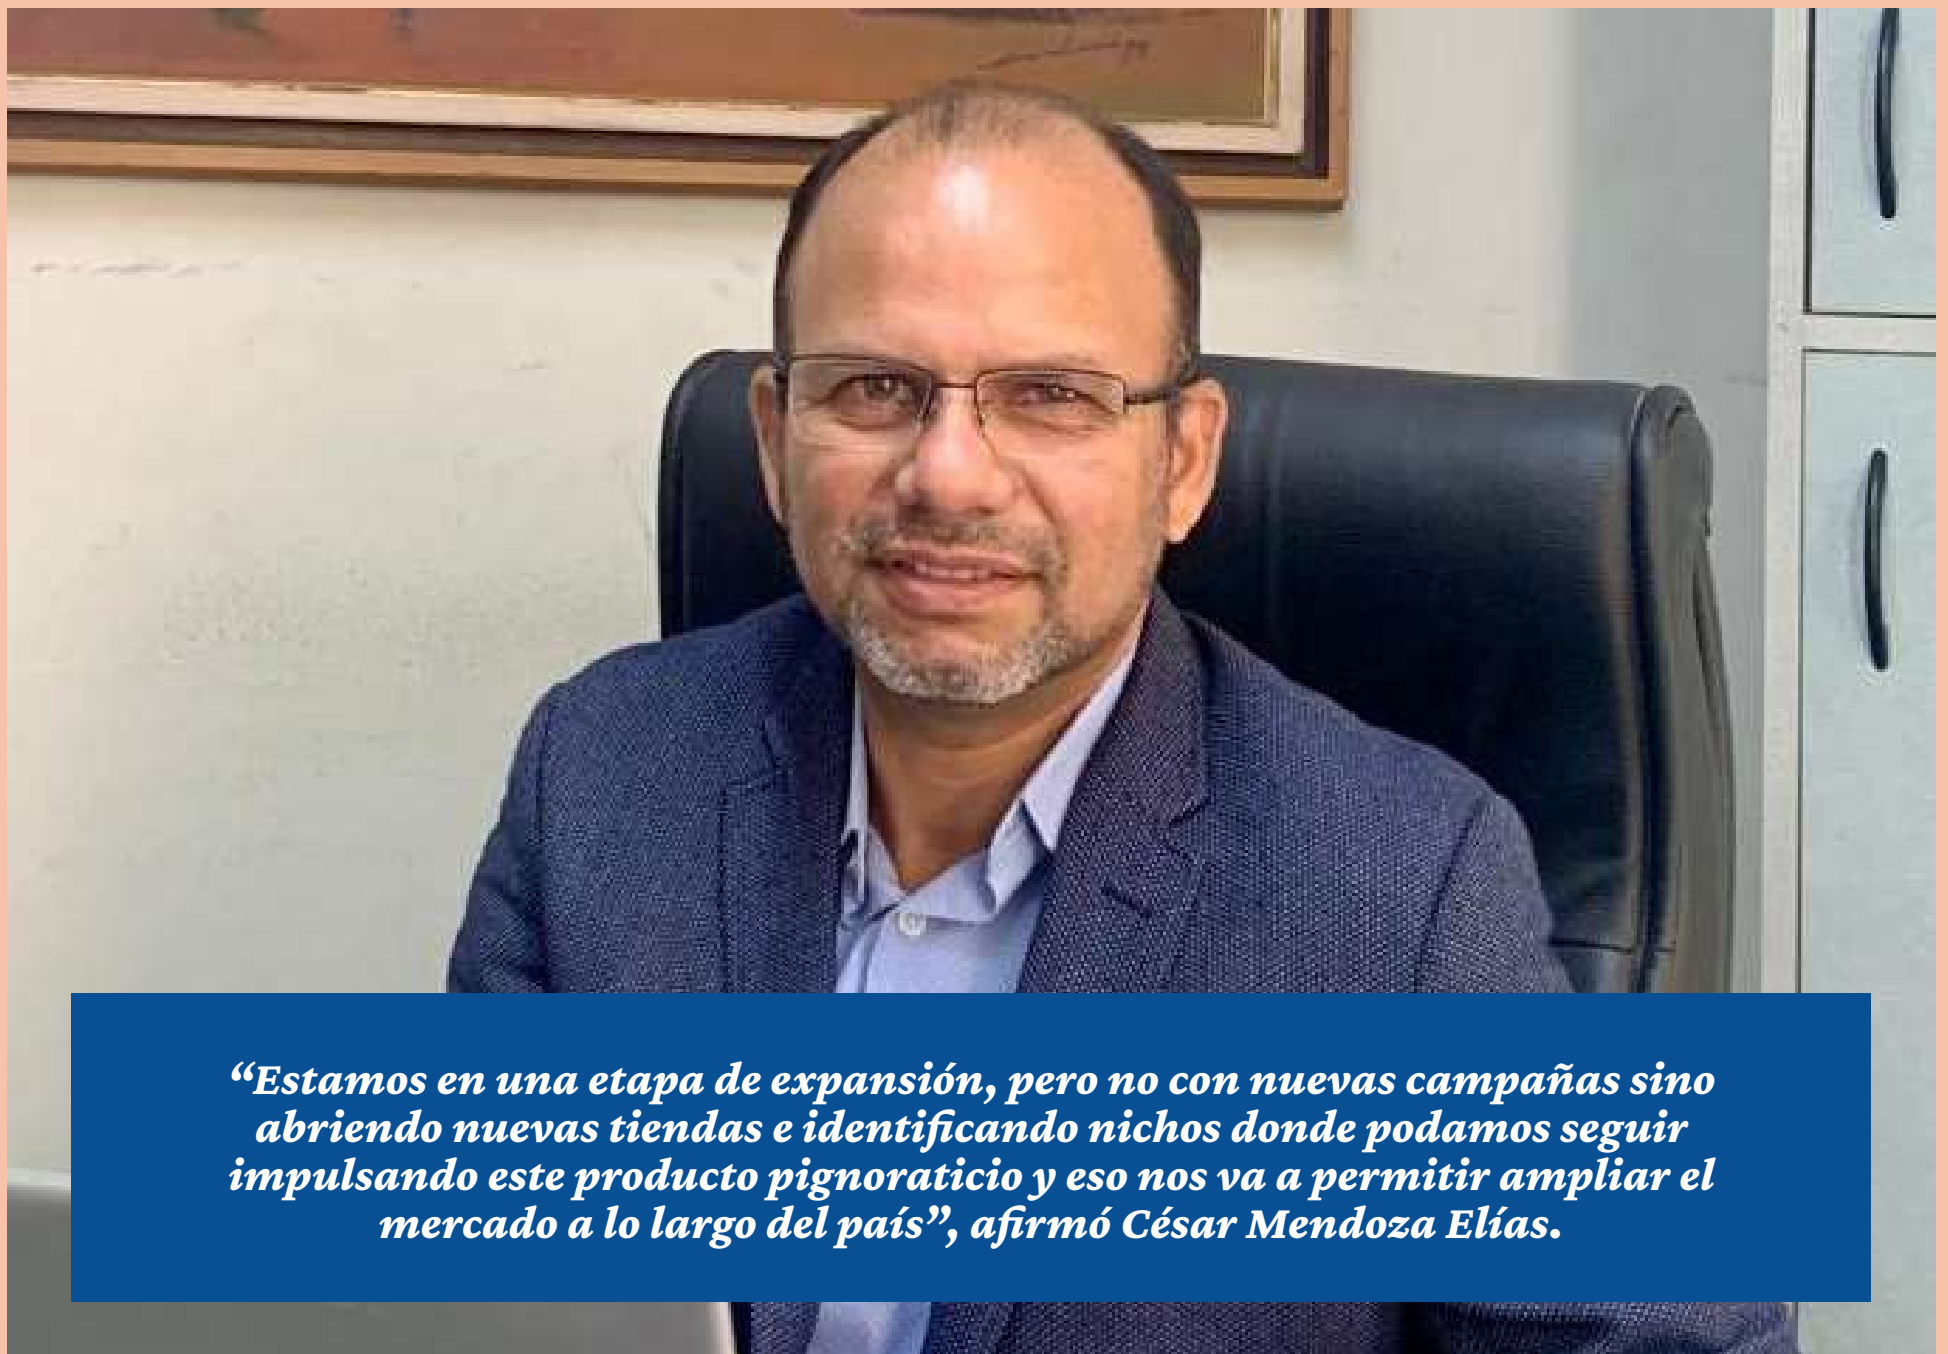 “Estamos en una etapa de expansión, pero no con nuevas campañas sino
abriendo nuevas tiendas e identificando nichos donde podamos seguir
impulsando este producto pignoraticio y eso nos va a permitir ampliar el
mercado a lo largo del país”, afirmó César Mendoza Elías.